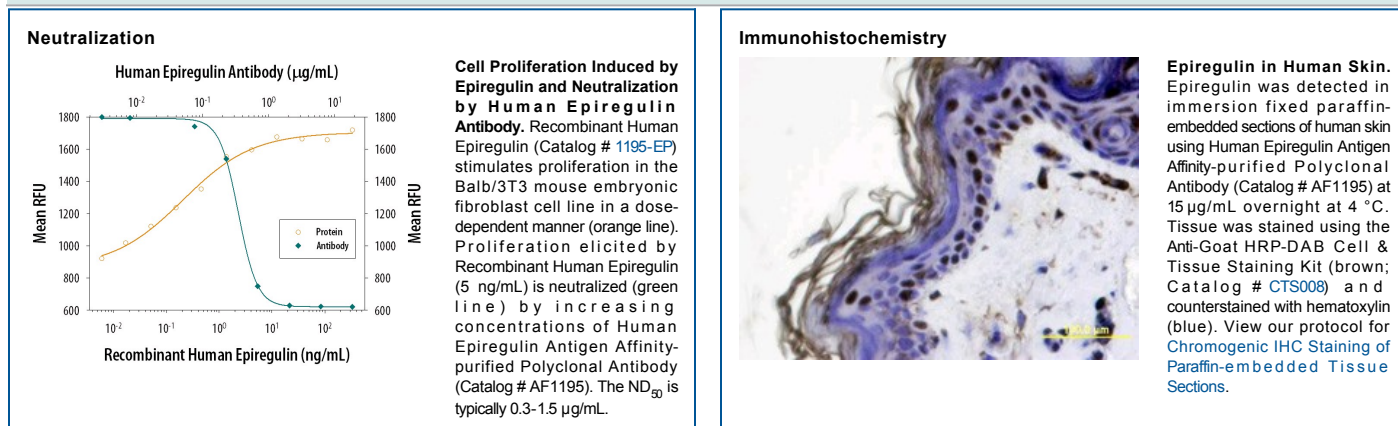 Neutralization
Human Epiregulin Antibody (μg/mL)
10⁻² 10⁻¹ 10⁰ 10¹
1800 1800
1600 1600
1400 1400
1200 1200
1000 1000
800 800
600 600
Mean RFU
Mean RFU
Protein
Antibody
10⁻² 10⁻¹ 10⁰ 10¹ 10²
Recombinant Human Epiregulin (ng/mL)
Cell Proliferation Induced by
Epiregulin and Neutralization
by Human Epiregulin
Antibody. Recombinant Human
Epiregulin (Catalog # 1195-EP)
stimulates proliferation in the
Balb/3T3 mouse embryonic
fibroblast cell line in a dose-
dependent manner (orange line).
Proliferation elicited by
Recombinant Human Epiregulin
(5 ng/mL) is neutralized (green
line) by increasing
concentrations of Human
Epiregulin Antigen Affinity-
purified Polyclonal Antibody
(Catalog # AF1195). The ND₅₀ is
typically 0.3-1.5 μg/mL.
Immunohistochemistry
Epiregulin in Human Skin.
Epiregulin was detected in
immersion fixed paraffin-
embedded sections of human skin
using Human Epiregulin Antigen
Affinity-purified Polyclonal
Antibody (Catalog # AF1195) at
15 μg/mL overnight at 4 °C.
Tissue was stained using the
Anti-Goat HRP-DAB Cell &
Tissue Staining Kit (brown;
Catalog # CTS008) and
counterstained with hematoxylin
(blue). View our protocol for
Chromogenic IHC Staining of
Paraffin-embedded Tissue
Sections.